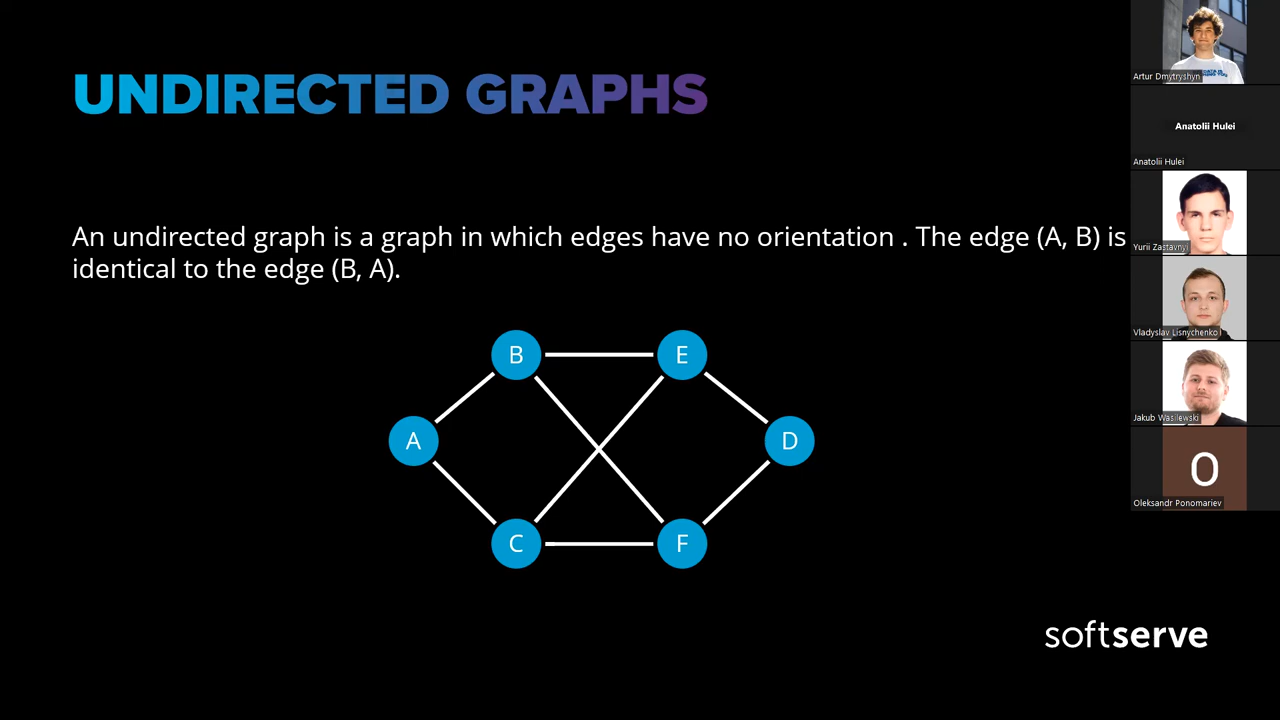 UNDIRECTED GRAPHS
An undirected graph is a graph in which edges have no orientation . The edge (A, B) is
identical to the edge (B, A).
B
E
A
D
C
F
softserve
Artur Dmytryshyn
Anatolii Hulei
Anatolii Hulei
Yurii Zastavnyi
Vladyslav Lisnychenko
Jakub Wasilewski
O
Oleksandr Ponomariev